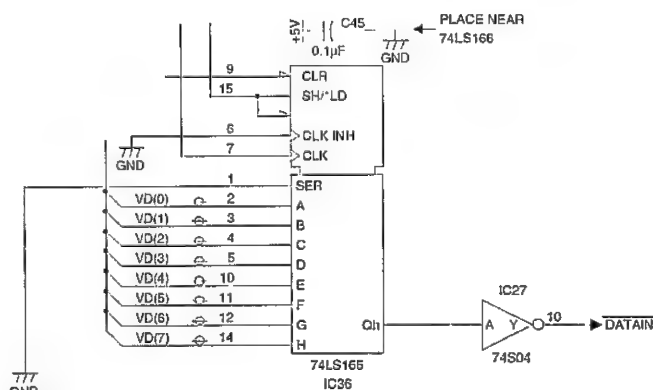 +5V C45 PLACE NEAR
74LS166
0.1µF GND
9 CLR
15 SH/*LD
6 CLK INH
7 CLK
GND
1 SER
VD(0) 2 A
VD(1) 3 B
VD(2) 4 C
VD(3) 5 D
VD(4) 10 E
VD(5) 11 F
VD(6) 12 G
VD(7) 14 H
Qh
IC27
A Y 10 DATAIN
74S04
74LS166
IC36
GND